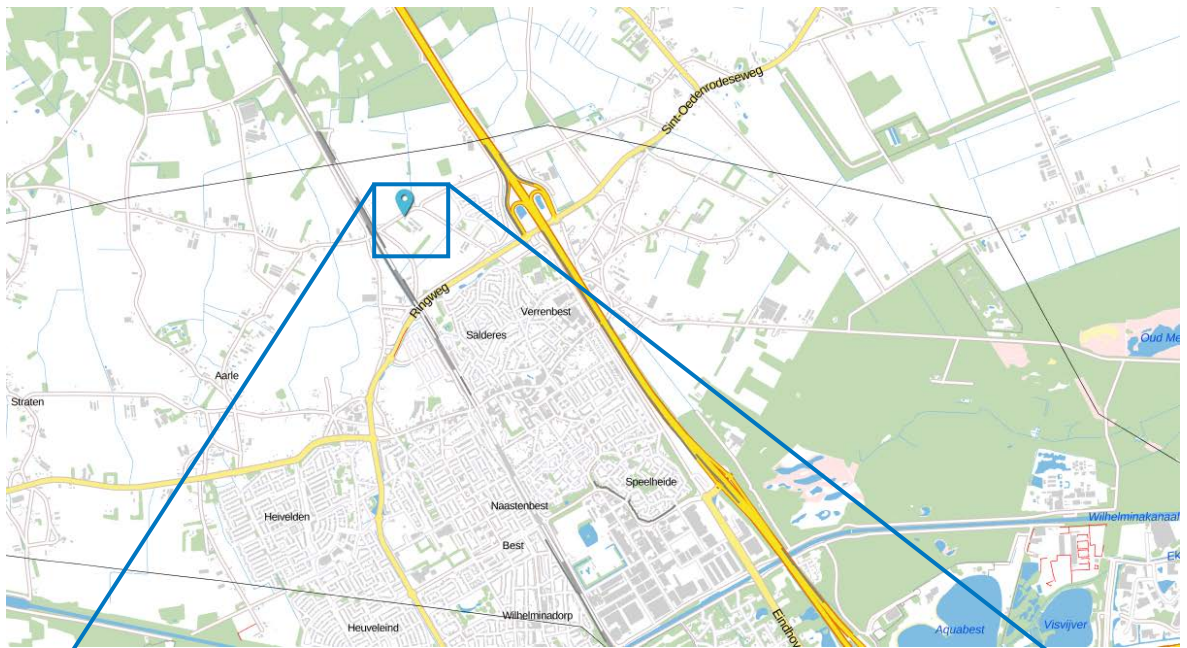 Sint-Oedenrodeseweg
Ringweg
Verrenbest
Salderes
Oud Me
Aarle
Straten
Speelheide
Naastenbest
Heivelden
Wilhelminakanaal
Best
EK
Wilhelminadorp
Heuveleind
Eindhov
Aquabest
Visvijver